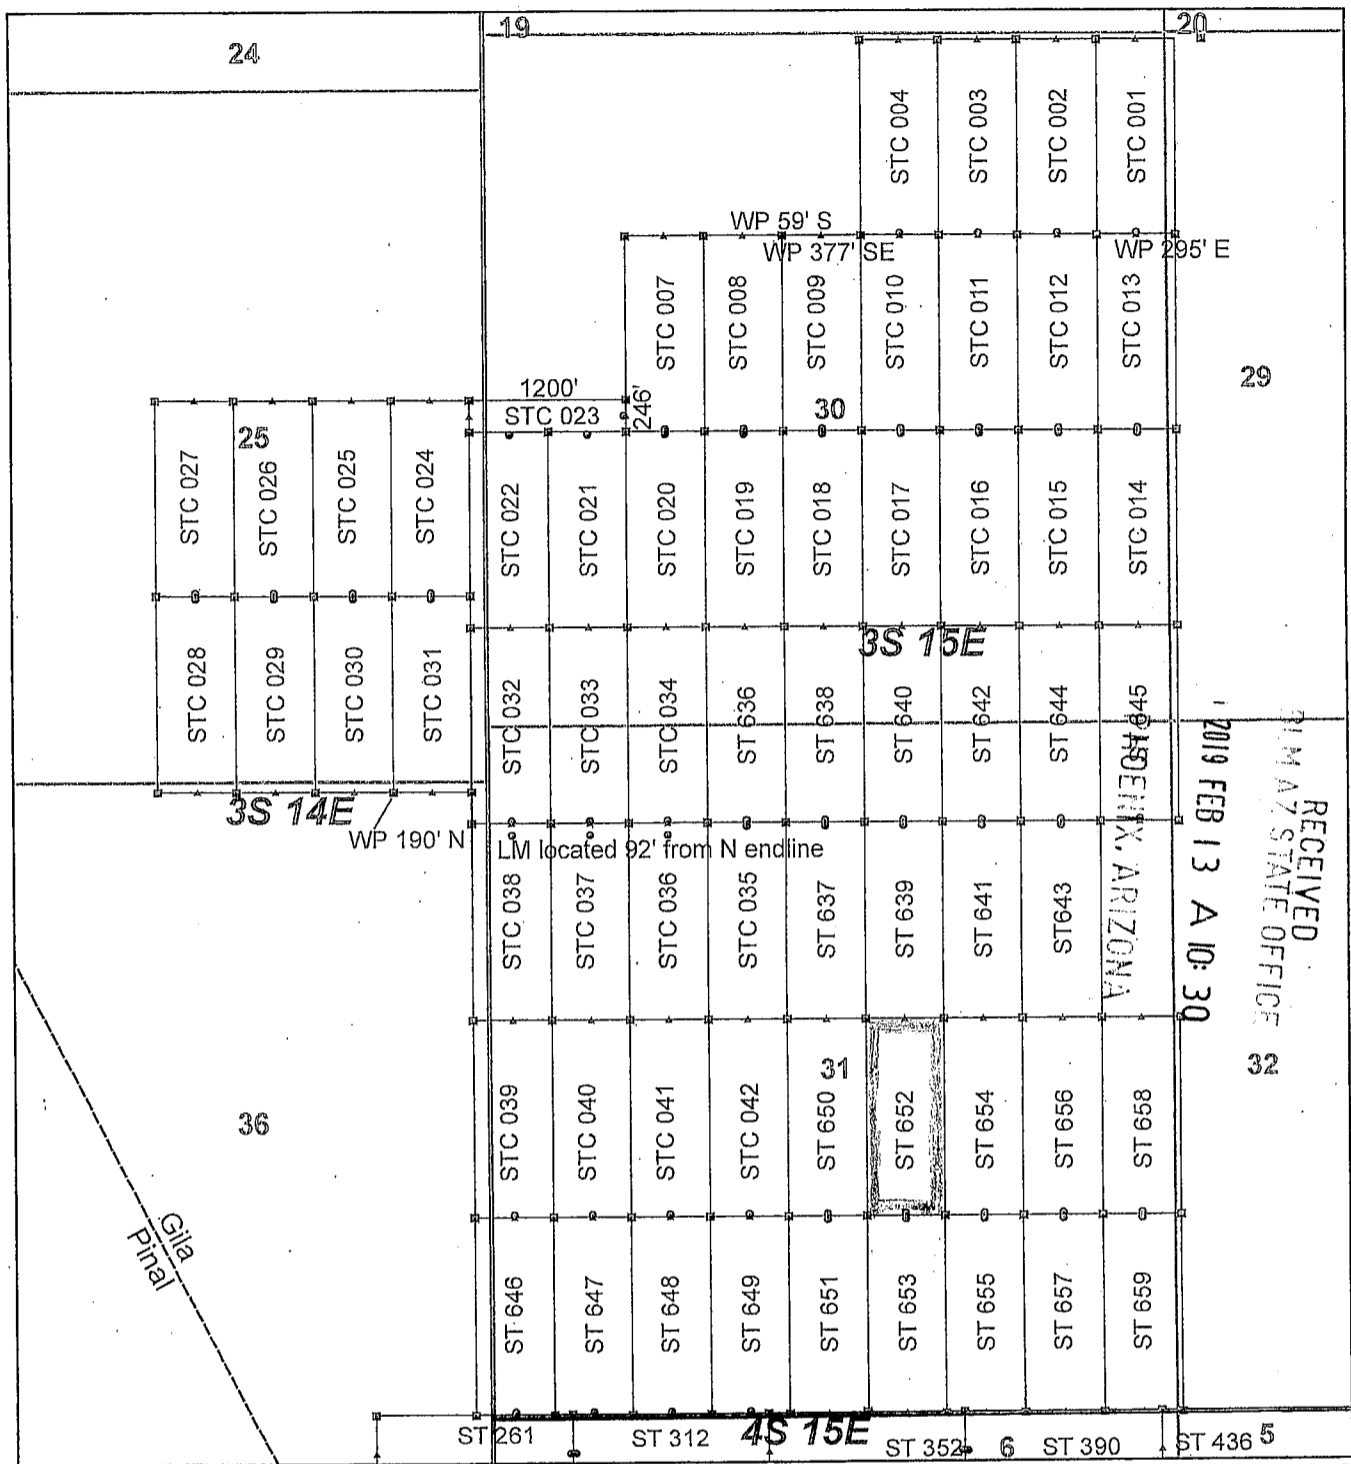 19
20
24
STC 004
STC 003
STC 002
STC 001
WP 59' S
WP 377' SE
WP 295' E
STC 007
STC 008
STC 009
STC 010
STC 011
STC 012
STC 013
29
1200'
246'
STC 023
30
25
STC 027
STC 026
STC 025
STC 024
STC 022
STC 021
STC 020
STC 019
STC 018
STC 017
STC 016
STC 015
STC 014
3S 15E
STC 028
STC 029
STC 030
STC 031
STC 032
STC 033
STC 034
ST 636
ST 638
ST 640
ST 642
ST 644
ST 645
3S 14E
WP 190' N
LM located 92' from N endline
RECEIVED
BLM AZ STATE OFFICE
2019 FEB 13 A 10: 30
PHOENIX, ARIZONA
STC 038
STC 037
STC 036
STC 035
ST 637
ST 639
ST 641
ST643
31
32
36
STC 039
STC 040
STC 041
STC 042
ST 650
ST 652
ST 654
ST 656
ST 658
Gila
Pinal
ST 646
ST 647
ST 648
ST 649
ST 651
ST 653
ST 655
ST 657
ST 659
ST 261
ST 312
4S 15E
ST 352
6
ST 390
ST 436
5